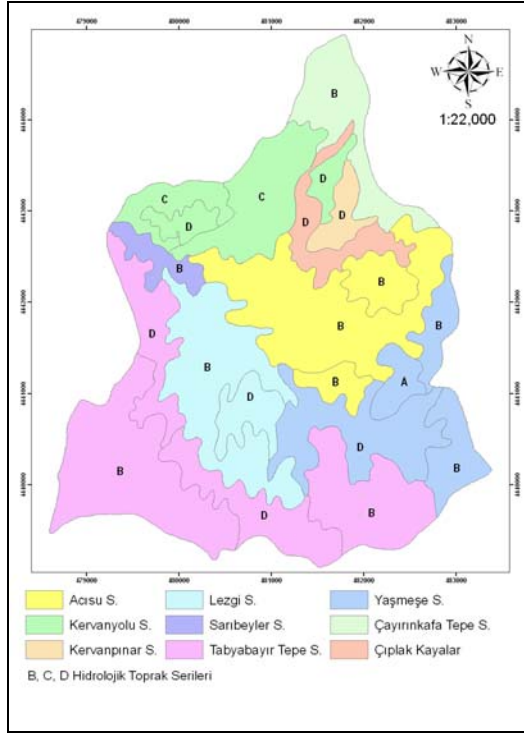 N
W E
S
1:22,000
B
C
C
D
D
D
D
B
B
B
B
D
B
B
A
D
B
D
B
B
D
B
Acısu S.
Lezgi S.
Yaşmeşe S.
Kervanyolu S.
Sarıbeyler S.
Çayırınkafa Tepe S.
Kervanpınar S.
Tabyabayır Tepe S.
Çıplak Kayalar
B, C, D Hidrolojik Toprak Serileri